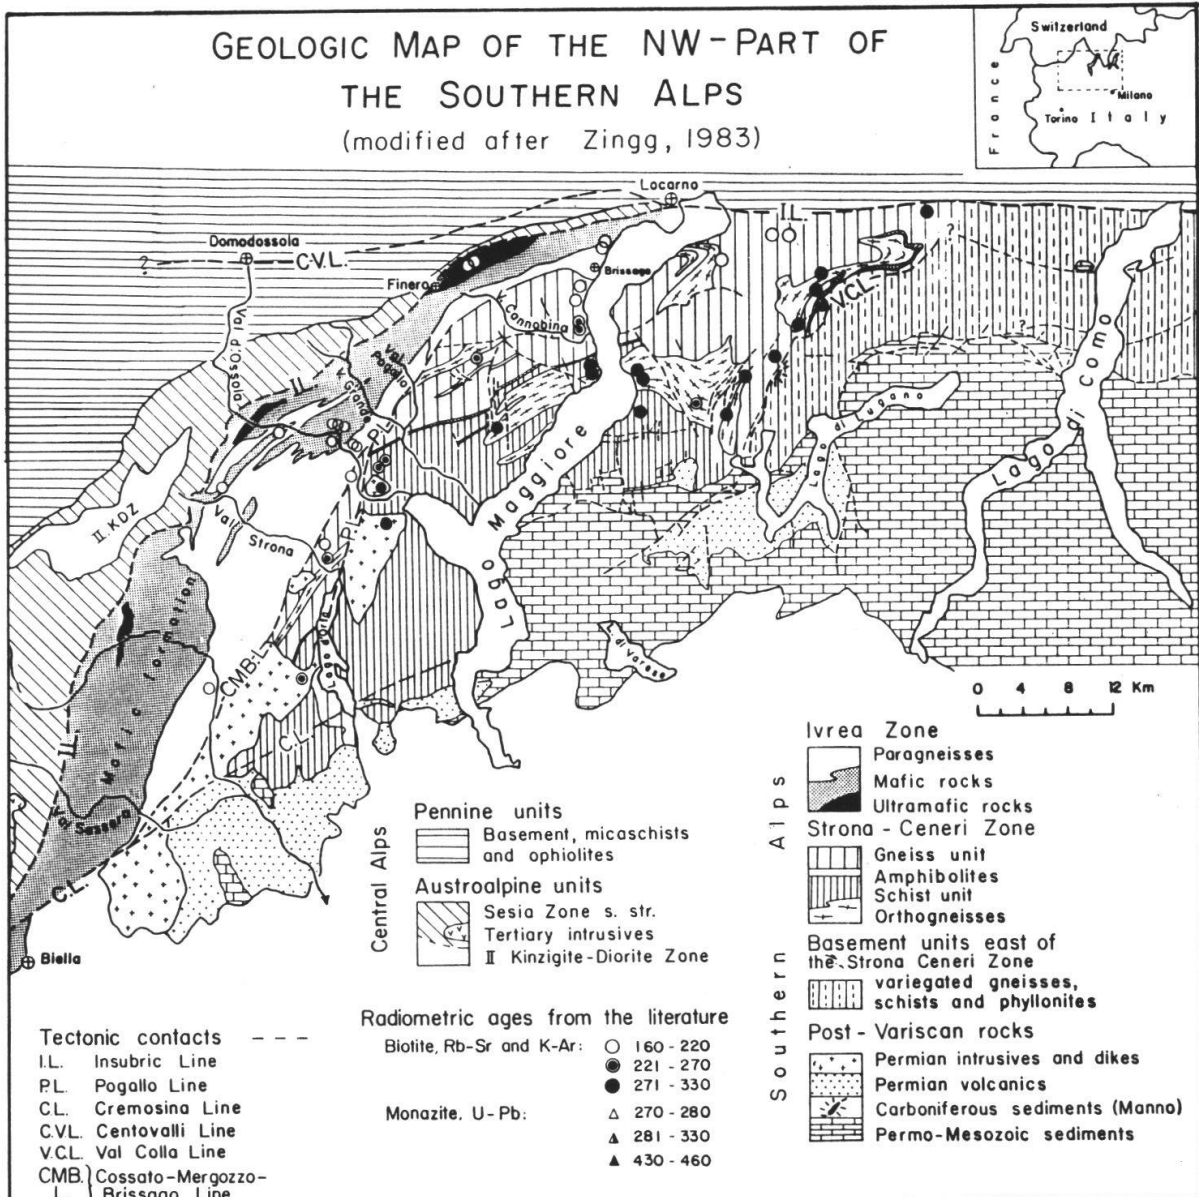 GEOLOGIC MAP OF THE NW-PART OF
THE SOUTHERN ALPS
(modified after Zingg, 1983)
Switzerland
France
Milano
Torino
Italy
Locarno
I.L.
Domodossola
?
C.V.L.
?
Finero
Brissago
V. Cannobina
V.C.L.
Val d'Ossola
Val Pogallo
V. Grande
I.L.
P.L.
Lago di Lugano
Lago di Como
Lago Maggiore
II. KDZ
Val Strona
P.L.
Lago d'Orta
L. di Varese
CMB.L.
Mafic formation
I.L.
C.L.
Val Sessera
C.L.
Biella
0 4 8 12 Km
Central Alps
Pennine units
Basement, micaschists
and ophiolites
Austroalpine units
Sesia Zone s. str.
Tertiary intrusives
II Kinzigite-Diorite Zone
Southern Alps
Ivrea Zone
Paragneisses
Mafic rocks
Ultramafic rocks
Strona - Ceneri Zone
Gneiss unit
Amphibolites
Schist unit
Orthogneisses
Basement units east of
the Strona Ceneri Zone
variegated gneisses,
schists and phyllonites
Post - Variscan rocks
Permian intrusives and dikes
Permian volcanics
Carboniferous sediments (Manno)
Permo-Mesozoic sediments
Tectonic contacts - - -
I.L. Insubric Line
P.L. Pogallo Line
C.L. Cremosina Line
C.V.L. Centovalli Line
V.C.L. Val Colla Line
CMB.} Cossato-Mergozzo-
L. Brissago Line
Radiometric ages from the literature
Biotite, Rb-Sr and K-Ar: 160 - 220
221 - 270
271 - 330
Monazite, U-Pb: 270 - 280
281 - 330
430 - 460